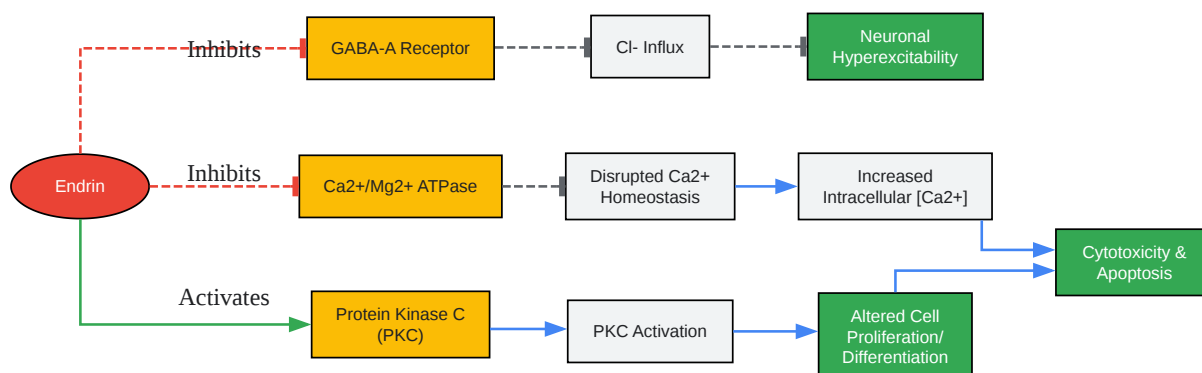 Inhibits
GABA-A Receptor
Cl- Influx
Neuronal
Hyperexcitability
Endrin
Inhibits
Ca2+/Mg2+ ATPase
Disrupted Ca2+
Homeostasis
Increased
Intracellular [Ca2+]
Cytotoxicity &
Apoptosis
Activates
Protein Kinase C
(PKC)
PKC Activation
Altered Cell
Proliferation/
Differentiation